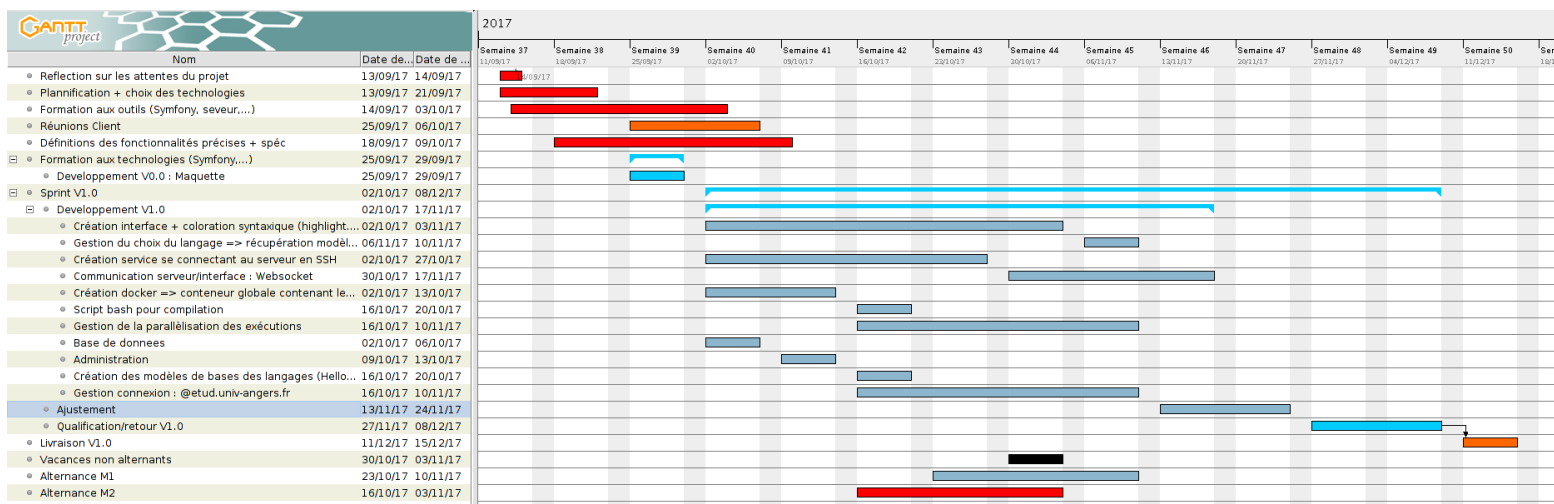 GANTT project
2017
Semaine 37 Semaine 38 Semaine 39 Semaine 40 Semaine 41 Semaine 42 Semaine 43 Semaine 44 Semaine 45 Semaine 46 Semaine 47 Semaine 48 Semaine 49 Semaine 50
Nom Date de... Date de ... 11/09/17 18/09/17 25/09/17 02/10/17 09/10/17 16/10/17 23/10/17 30/10/17 06/11/17 13/11/17 20/11/17 27/11/17 04/12/17 11/12/17
Reflection sur les attentes du projet 13/09/17 14/09/17
Plannification + choix des technologies 13/09/17 21/09/17
Formation aux outils (Symfony, seveur,...) 14/09/17 03/10/17
Réunions Client 25/09/17 06/10/17
Définitions des fonctionnalités précises + spéc 18/09/17 09/10/17
Formation aux technologies (Symfony,...) 25/09/17 29/09/17
Developpement V0.0 : Maquette 25/09/17 29/09/17
Sprint V1.0 02/10/17 08/12/17
Developpement V1.0 02/10/17 17/11/17
Création interface + coloration syntaxique (highlight.... 02/10/17 03/11/17
Gestion du choix du langage => récupération modèl... 06/11/17 10/11/17
Création service se connectant au serveur en SSH 02/10/17 27/10/17
Communication serveur/interface : Websocket 30/10/17 17/11/17
Création docker => conteneur globale contenant le... 02/10/17 13/10/17
Script bash pour compilation 16/10/17 20/10/17
Gestion de la parallèlisation des exécutions 16/10/17 10/11/17
Base de donnees 02/10/17 06/10/17
Administration 09/10/17 13/10/17
Création des modèles de bases des langages (Hello... 16/10/17 20/10/17
Gestion connexion : @etud.univ-angers.fr 16/10/17 10/11/17
Ajustement 13/11/17 24/11/17
Qualification/retour V1.0 27/11/17 08/12/17
Livraison V1.0 11/12/17 15/12/17
Vacances non alternants 30/10/17 03/11/17
Alternance M1 23/10/17 10/11/17
Alternance M2 16/10/17 03/11/17